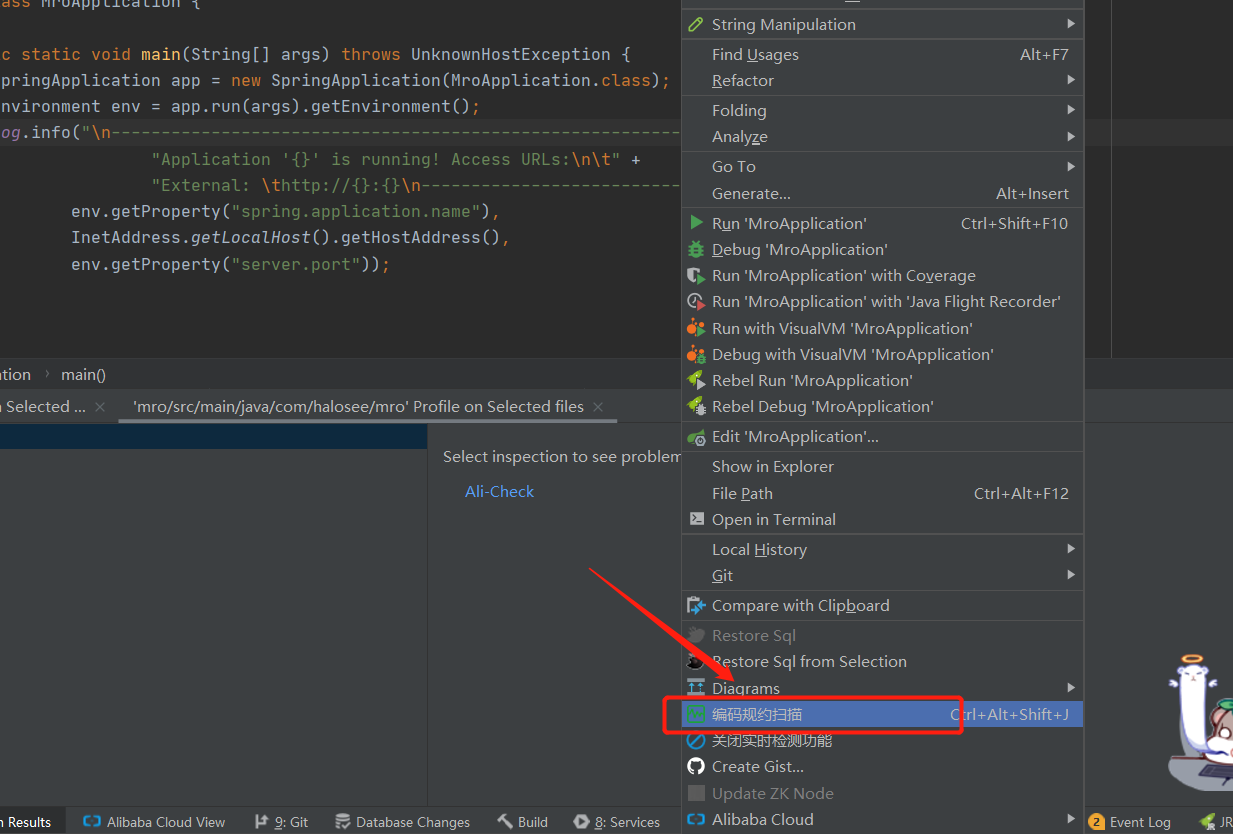 ass MroApplication {
c static void main(String[] args) throws UnknownHostException {
pringApplication app = new SpringApplication(MroApplication.class);
nvironment env = app.run(args).getEnvironment();
og.info("\n----------------------------------------------------------
"Application '{}' is running! Access URLs:\n\t" +
"External: \thttp://{}:{}\n--------------------------
env.getProperty("spring.application.name"),
InetAddress.getLocalHost().getHostAddress(),
env.getProperty("server.port"));
ation › main()
n Selected ... ×
'mro/src/main/java/com/halosee/mro' Profile on Selected files ×
Select inspection to see problem
Ali-Check
String Manipulation
Find Usages Alt+F7
Refactor
Folding
Analyze
Go To
Generate... Alt+Insert
Run 'MroApplication' Ctrl+Shift+F10
Debug 'MroApplication'
Run 'MroApplication' with Coverage
Run 'MroApplication' with 'Java Flight Recorder'
Run with VisualVM 'MroApplication'
Debug with VisualVM 'MroApplication'
Rebel Run 'MroApplication'
Rebel Debug 'MroApplication'
Edit 'MroApplication'...
Show in Explorer
File Path Ctrl+Alt+F12
Open in Terminal
Local History
Git
Compare with Clipboard
Restore Sql
Restore Sql from Selection
Diagrams
编码规约扫描 Ctrl+Alt+Shift+J
关闭实时检测功能
Create Gist...
Update ZK Node
Alibaba Cloud
n Results Alibaba Cloud View 9: Git Database Changes Build 8: Services 2 Event Log JR